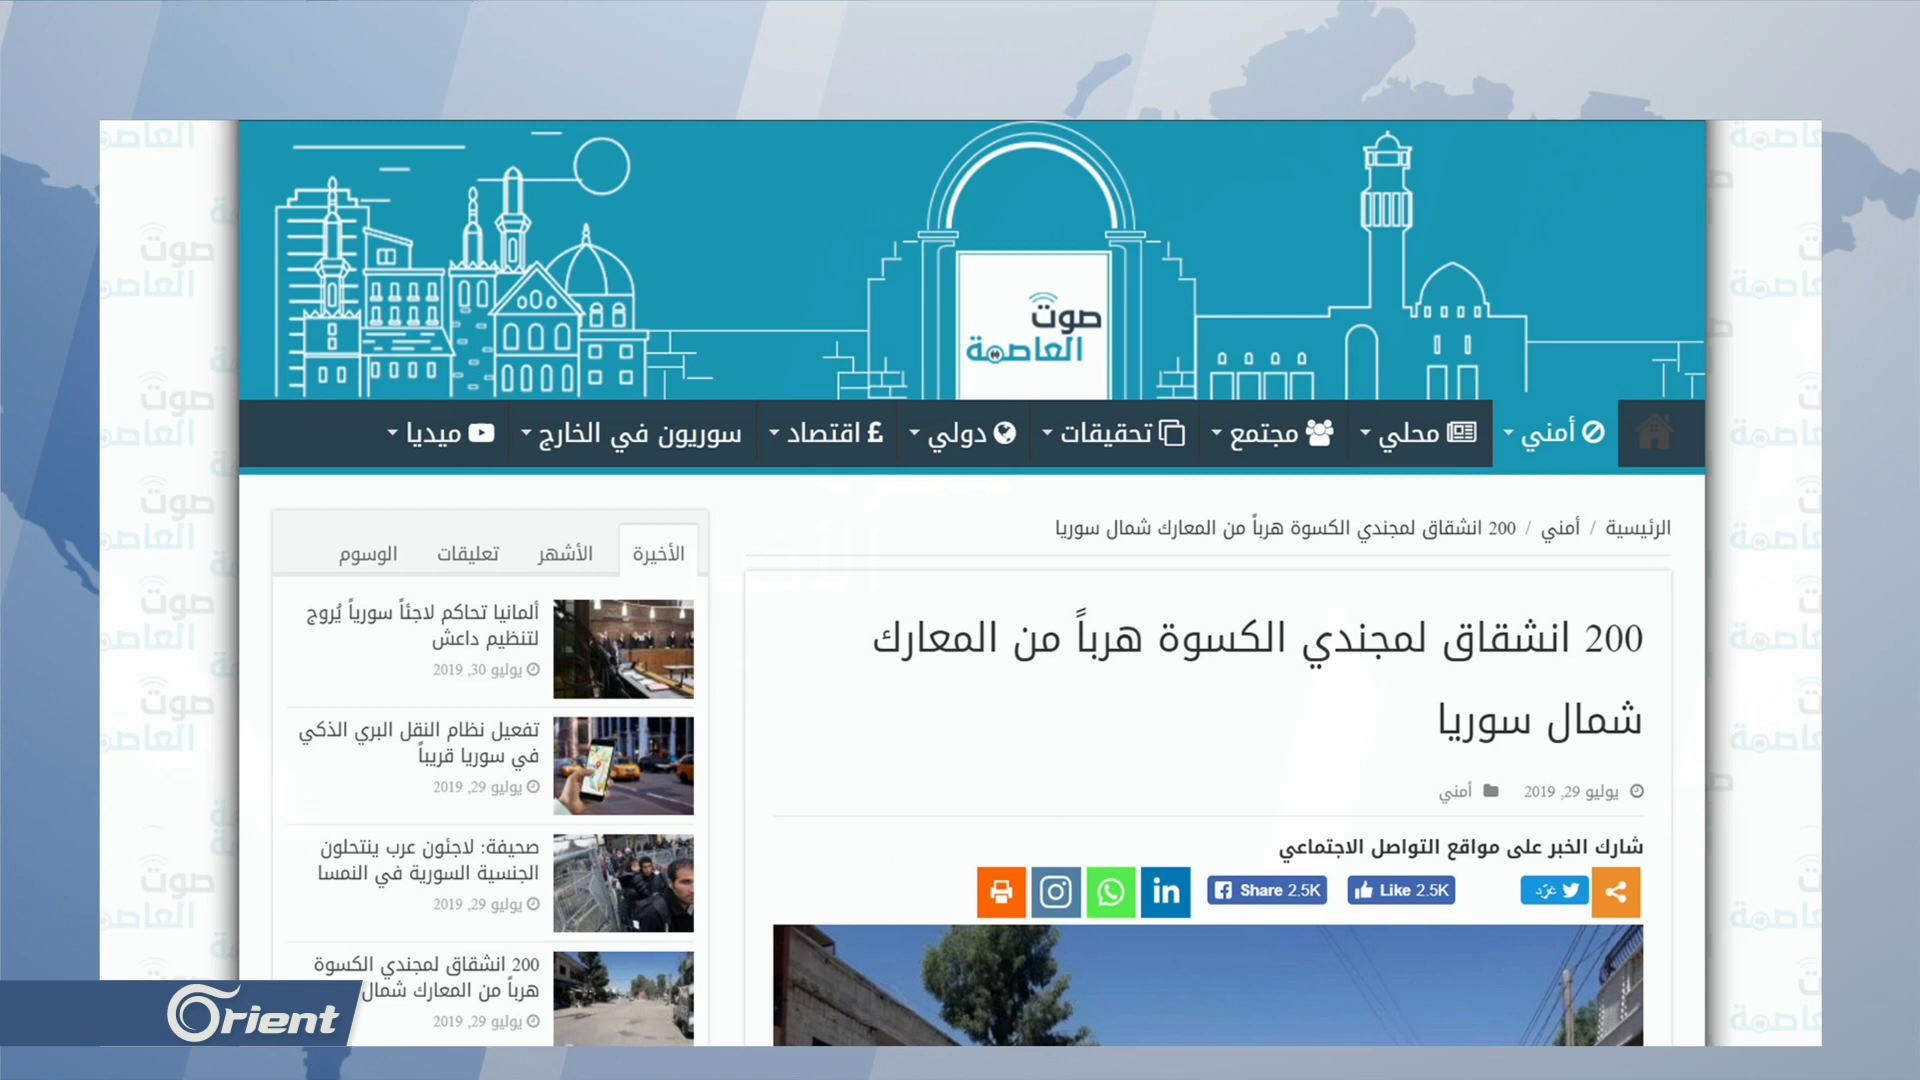 صوت
العاصمة
أمني
محلي
مجتمع
تحقيقات
دولي
اقتصاد
سوريون في الخارج
ميديا
الرئيسية / أمني / 200 انشقاق لمجندي الكسوة هرباً من المعارك شمال سوريا
200 انشقاق لمجندي الكسوة هرباً من المعارك
شمال سوريا
يوليو 29, 2019 أمني
شارك الخبر على مواقع التواصل الاجتماعي
غرّد
Like 2.5K
Share 2.5K
in
الأخيرة
الأشهر
تعليقات
الوسوم
ألمانيا تحاكم لاجئاً سورياً يُروج
لتنظيم داعش
يوليو 30, 2019
تفعيل نظام النقل البري الذكي
في سوريا قريباً
يوليو 29, 2019
صحيفة: لاجئون عرب ينتحلون
الجنسية السورية في النمسا
يوليو 29, 2019
200 انشقاق لمجندي الكسوة
هرباً من المعارك شمال
يوليو 29, 2019
Orient